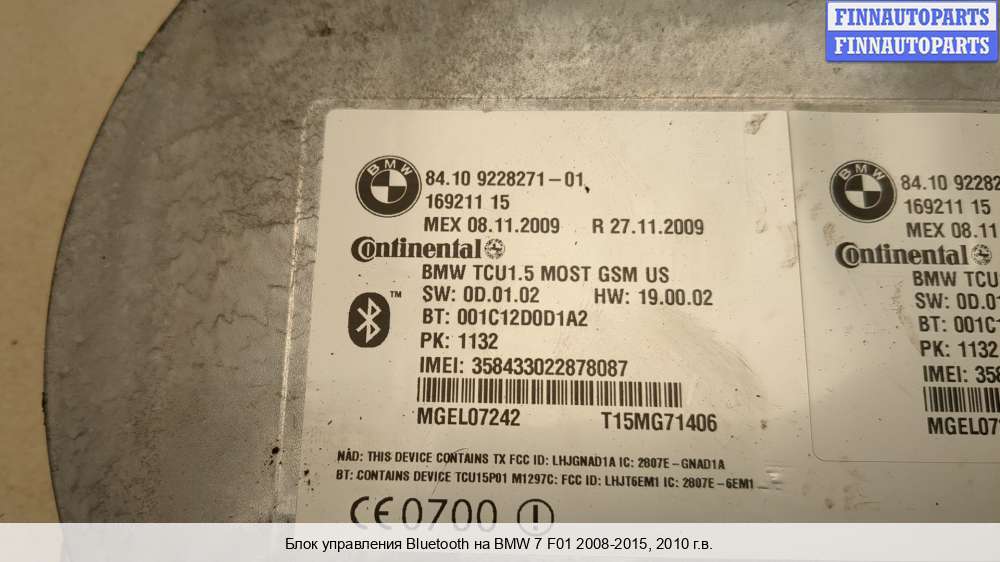 FINNAUTOPARTS
FINNAUTOPARTS
BMW
84.10 9228271-01
169211 15
MEX 08.11.2009 R 27.11.2009
Continental
BMW TCU1.5 MOST GSM US
SW: 0D.01.02 HW: 19.00.02
™
BT: 001C12D0D1A2
PK: 1132
IMEI: 358433022878087
MGEL07242 T15MG71406
NAD: THIS DEVICE CONTAINS TX FCC ID: LHJGNAD1A IC: 2807E-GNAD1A
BT: CONTAINS DEVICE TCU15P01 M1297C: FCC ID: LHJT6EM1 IC: 2807E-6EM1
CE 0700
BMW
84.10 92282
169211 15
MEX 08.11
Continental
BMW TCU
SW: 0D.0
BT: 001C1
PK: 1132
IMEI: 358
MGEL07
Блок управления Bluetooth на BMW 7 F01 2008-2015, 2010 г.в.